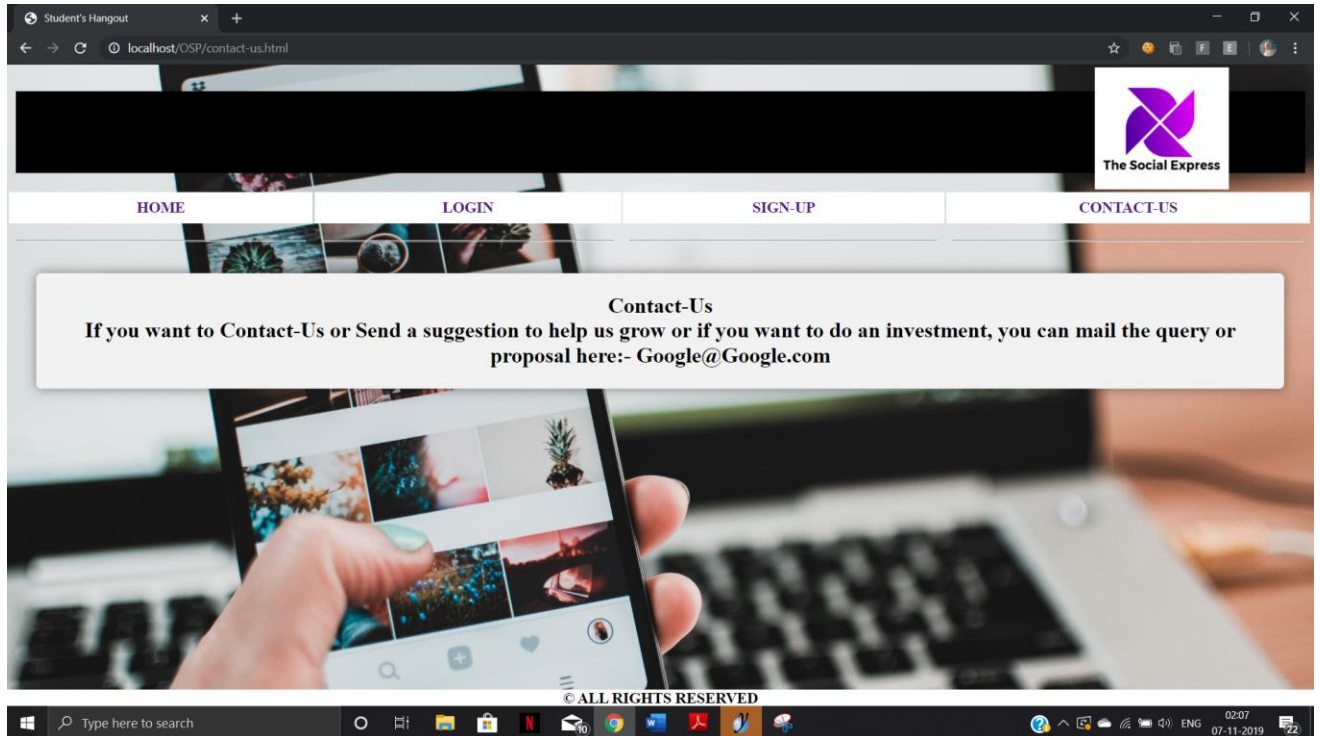 Student's Hangout
localhost/OSP/contact-us.html
F E
The Social Express
HOME LOGIN SIGN-UP CONTACT-US
Contact-Us
If you want to Contact-Us or Send a suggestion to help us grow or if you want to do an investment, you can mail the query or
proposal here:- Google@Google.com
© ALL RIGHTS RESERVED
Type here to search
10
ENG
02:07
07-11-2019
22